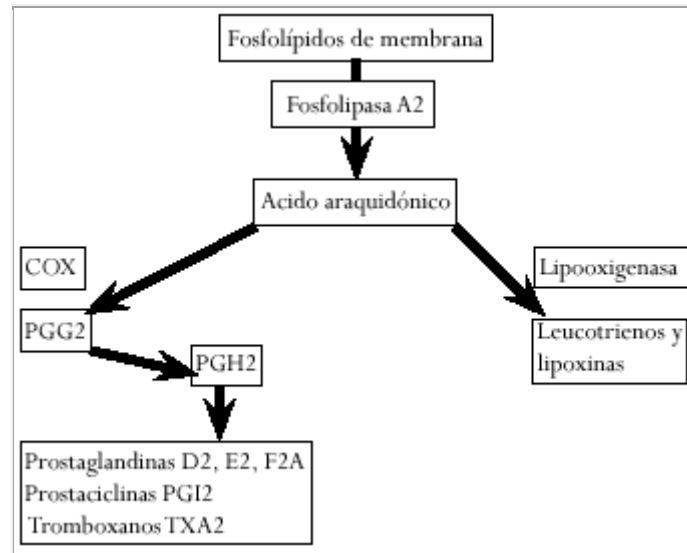 Fosfolípidos de membrana
Fosfolipasa A2
Acido araquidónico
COX
Lipooxigenasa
PGG2
Leucotrienos y
lipoxinas
PGH2
Prostaglandinas D2, E2, F2A
Prostaciclinas PGI2
Tromboxanos TXA2